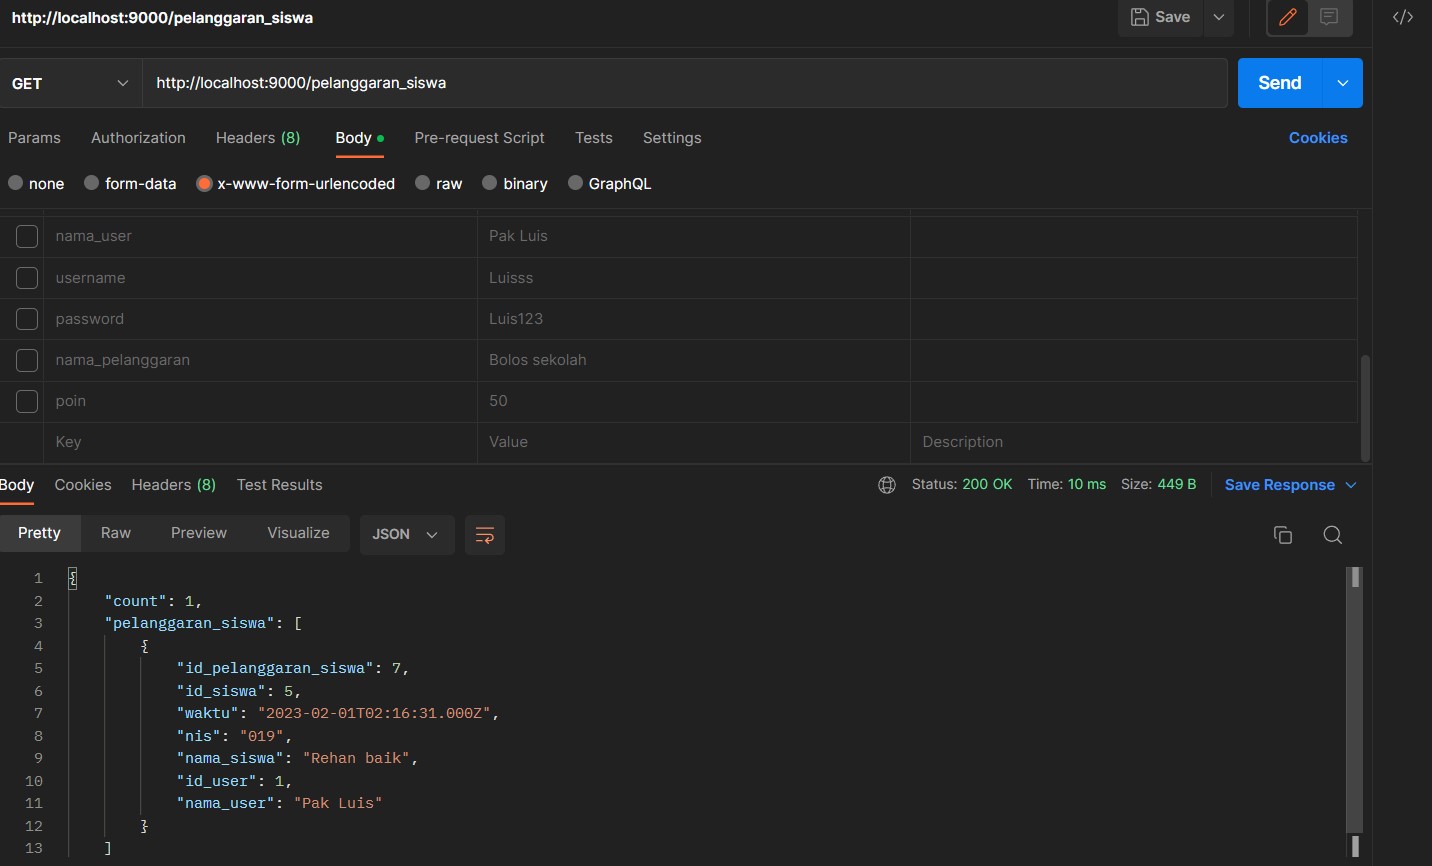 http://localhost:9000/pelanggaran_siswa
Save
GET
http://localhost:9000/pelanggaran_siswa
Send
Params Authorization Headers (8) Body Pre-request Script Tests Settings Cookies
none form-data x-www-form-urlencoded raw binary GraphQL
nama_user Pak Luis
username Luisss
password Luis123
nama_pelanggaran Bolos sekolah
poin 50
Key Value Description
Body Cookies Headers (8) Test Results Status: 200 OK Time: 10 ms Size: 449 B Save Response
Pretty Raw Preview Visualize JSON
1 {
2 "count": 1,
3 "pelanggaran_siswa": [
4 {
5 "id_pelanggaran_siswa": 7,
6 "id_siswa": 5,
7 "waktu": "2023-02-01T02:16:31.000Z",
8 "nis": "019",
9 "nama_siswa": "Rehan baik",
10 "id_user": 1,
11 "nama_user": "Pak Luis"
12 }
13 ]